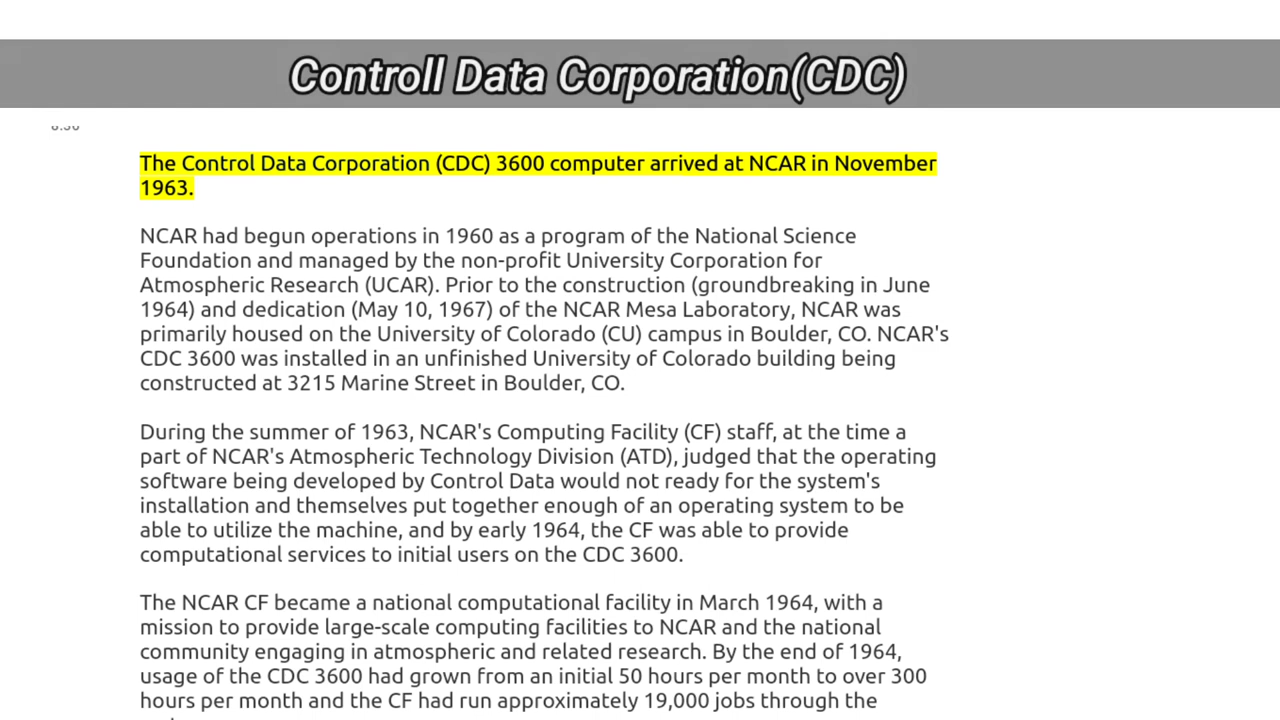 Controll Data Corporation(CDC)
The Control Data Corporation (CDC) 3600 computer arrived at NCAR in November
1963.
NCAR had begun operations in 1960 as a program of the National Science
Foundation and managed by the non-profit University Corporation for
Atmospheric Research (UCAR). Prior to the construction (groundbreaking in June
1964) and dedication (May 10, 1967) of the NCAR Mesa Laboratory, NCAR was
primarily housed on the University of Colorado (CU) campus in Boulder, CO. NCAR's
CDC 3600 was installed in an unfinished University of Colorado building being
constructed at 3215 Marine Street in Boulder, CO.
During the summer of 1963, NCAR's Computing Facility (CF) staff, at the time a
part of NCAR's Atmospheric Technology Division (ATD), judged that the operating
software being developed by Control Data would not ready for the system's
installation and themselves put together enough of an operating system to be
able to utilize the machine, and by early 1964, the CF was able to provide
computational services to initial users on the CDC 3600.
The NCAR CF became a national computational facility in March 1964, with a
mission to provide large-scale computing facilities to NCAR and the national
community engaging in atmospheric and related research. By the end of 1964,
usage of the CDC 3600 had grown from an initial 50 hours per month to over 300
hours per month and the CF had run approximately 19,000 jobs through the